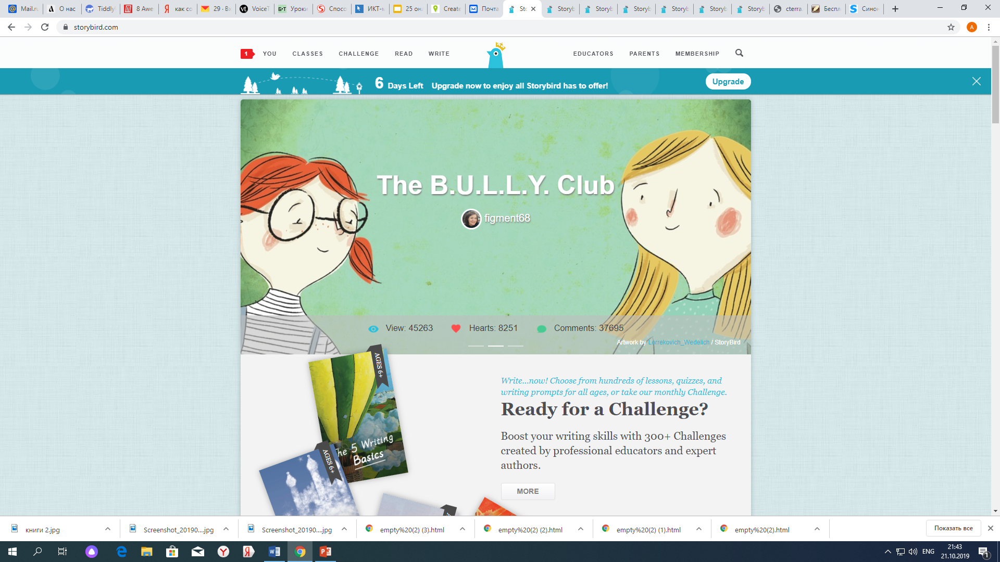 Mail.ru
О нас
Tiddly
8 Awe
как со
29 · Вх
VoiceT
Уроки
Спосо
ИКТ-м
25 он
Create
Почта
Sto
Storyb
Storyb
Storyb
Storyb
Storyb
Storyb
cterra.
Беспл
Синон
storybird.com
A
1
YOU
CLASSES
CHALLENGE
READ
WRITE
EDUCATORS
PARENTS
MEMBERSHIP
6 Days Left Upgrade now to enjoy all Storybird has to offer!
Upgrade
The B.U.L.L.Y. Club
figment68
View: 45263
Hearts: 8251
Comments: 37695
Artwork by Lorrekovich_Wedelich / StoryBird
AGES 6+
The 5 Writing
Basics
AGES 6+
Write...now! Choose from hundreds of lessons, quizzes, and
writing prompts for all ages, or take our monthly Challenge.
Ready for a Challenge?
Boost your writing skills with 300+ Challenges
created by professional educators and expert
authors.
MORE
книги 2.jpg
Screenshot_20190....jpg
Screenshot_20190....jpg
empty%20(2) (3).html
empty%20(2) (2).html
empty%20(2) (1).html
empty%20(2).html
Показать все
ENG
21:43
21.10.2019
1